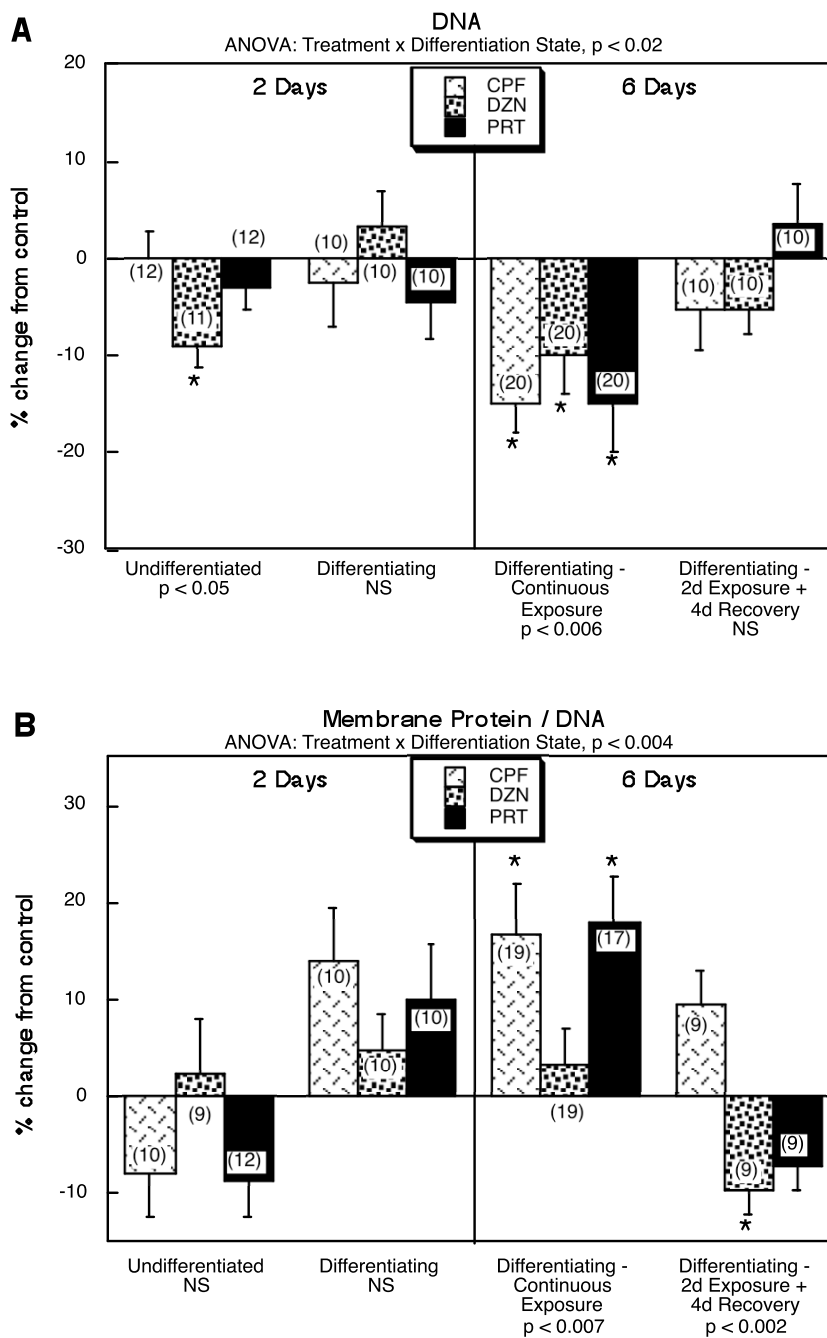 A
DNA
ANOVA: Treatment x Differentiation State, p < 0.02
2 Days
6 Days
CPF
DZN
PRT
% change from control
20
10
0
-10
-20
-30
(12)
(11)
(12)
(10)
(10)
(10)
(20)
(20)
(20)
(10)
(10)
(10)
*
*
*
*
Undifferentiated
p < 0.05
Differentiating
NS
Differentiating -
Continuous
Exposure
p < 0.006
Differentiating -
2d Exposure +
4d Recovery
NS
B
Membrane Protein / DNA
ANOVA: Treatment x Differentiation State, p < 0.004
2 Days
6 Days
CPF
DZN
PRT
% change from control
30
20
10
0
-10
(10)
(9)
(12)
(10)
(10)
(10)
(19)
(19)
(17)
(9)
(9)
(9)
*
*
*
Undifferentiated
NS
Differentiating
NS
Differentiating -
Continuous
Exposure
p < 0.007
Differentiating -
2d Exposure +
4d Recovery
p < 0.002